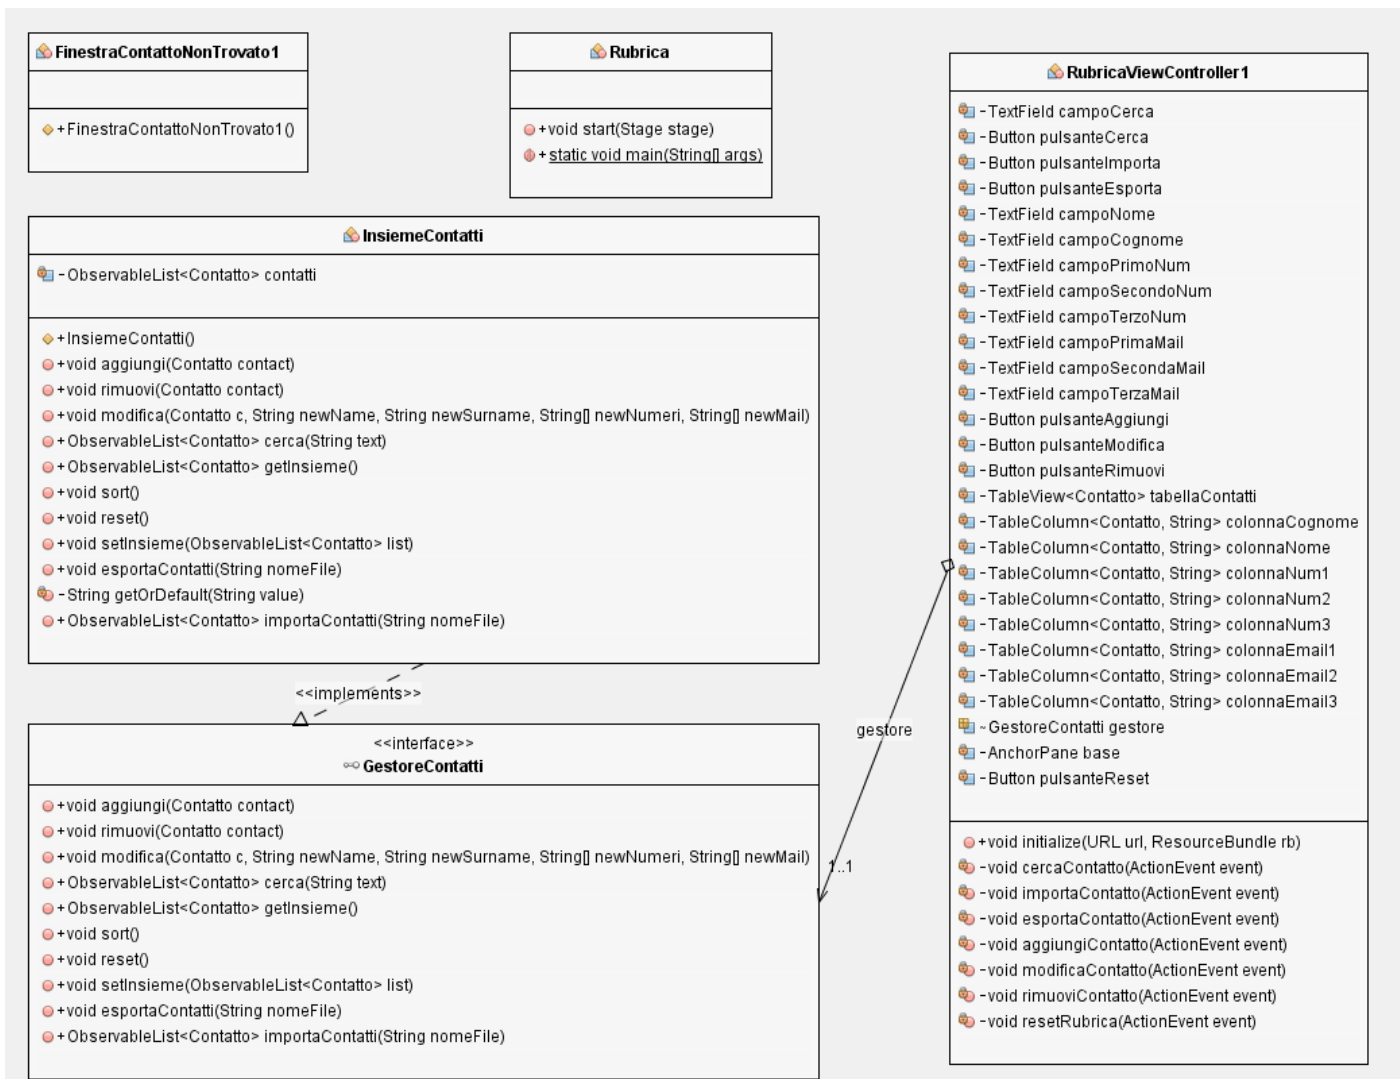 FinestraContattoNonTrovato1
+FinestraContattoNonTrovato1()
Rubrica
+void start(Stage stage)
+static void main(String[] args)
InsiemeContatti
-ObservableList<Contatto> contatti
+InsiemeContatti()
+void aggiungi(Contatto contact)
+void rimuovi(Contatto contact)
+void modifica(Contatto c, String newName, String newSurname, String[] newNumeri, String[] newMail)
+ObservableList<Contatto> cerca(String text)
+ObservableList<Contatto> getInsieme()
+void sort()
+void reset()
+void setInsieme(ObservableList<Contatto> list)
+void esportaContatti(String nomeFile)
-String getOrDefault(String value)
+ObservableList<Contatto> importaContatti(String nomeFile)
<<implements>>
<<interface>>
GestoreContatti
+void aggiungi(Contatto contact)
+void rimuovi(Contatto contact)
+void modifica(Contatto c, String newName, String newSurname, String[] newNumeri, String[] newMail)
+ObservableList<Contatto> cerca(String text)
+ObservableList<Contatto> getInsieme()
+void sort()
+void reset()
+void setInsieme(ObservableList<Contatto> list)
+void esportaContatti(String nomeFile)
+ObservableList<Contatto> importaContatti(String nomeFile)
gestore
1..1
RubricaViewController1
-TextField campoCerca
-Button pulsanteCerca
-Button pulsanteImporta
-Button pulsanteEsporta
-TextField campoNome
-TextField campoCognome
-TextField campoPrimoNum
-TextField campoSecondoNum
-TextField campoTerzoNum
-TextField campoPrimaMail
-TextField campoSecondaMail
-TextField campoTerzaMail
-Button pulsanteAggiungi
-Button pulsanteModifica
-Button pulsanteRimuovi
-TableView<Contatto> tabellaContatti
-TableColumn<Contatto, String> colonnaCognome
-TableColumn<Contatto, String> colonnaNome
-TableColumn<Contatto, String> colonnaNum1
-TableColumn<Contatto, String> colonnaNum2
-TableColumn<Contatto, String> colonnaNum3
-TableColumn<Contatto, String> colonnaEmail1
-TableColumn<Contatto, String> colonnaEmail2
-TableColumn<Contatto, String> colonnaEmail3
~GestoreContatti gestore
-AnchorPane base
-Button pulsanteReset
+void initialize(URL url, ResourceBundle rb)
-void cercaContatto(ActionEvent event)
-void importaContatto(ActionEvent event)
-void esportaContatto(ActionEvent event)
-void aggiungiContatto(ActionEvent event)
-void modificaContatto(ActionEvent event)
-void rimuoviContatto(ActionEvent event)
-void resetRubrica(ActionEvent event)